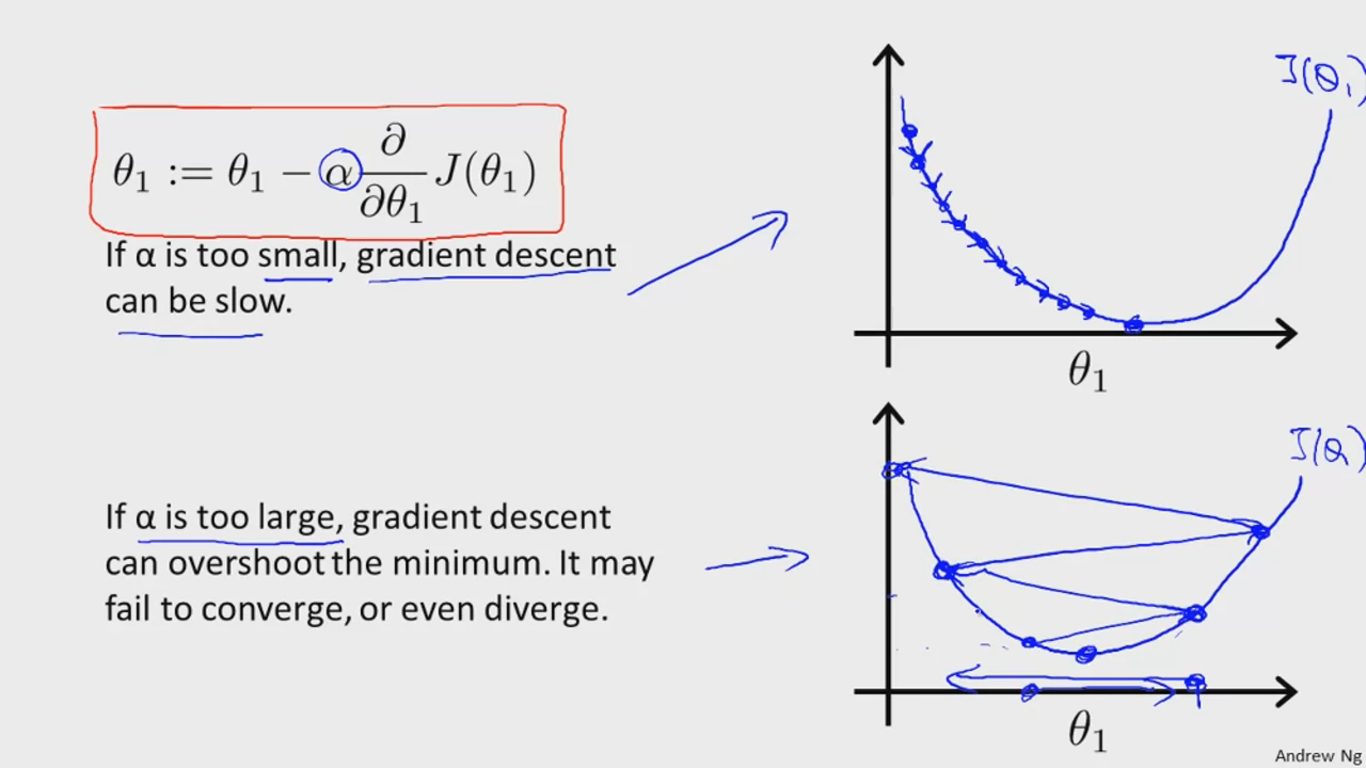 θ₁ := θ₁ − α ∂/∂θ₁ J(θ₁)
If α is too small, gradient descent
can be slow.
J(θ₁)
θ₁
If α is too large, gradient descent
can overshoot the minimum. It may
fail to converge, or even diverge.
θ₁
Andrew Ng